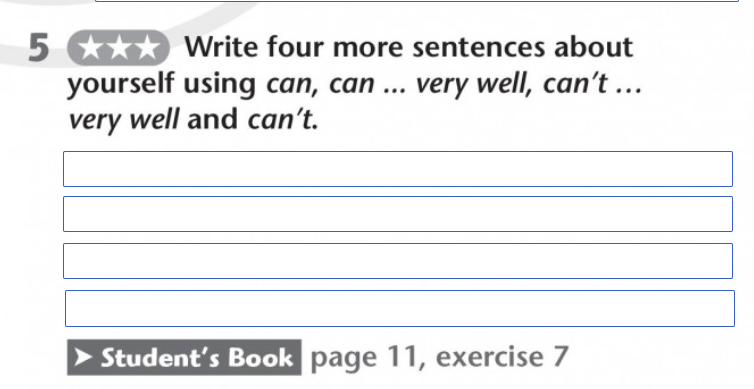 5 ★★★ Write four more sentences about
yourself using can, can ... very well, can't ...
very well and can't.
➤ Student's Book page 11, exercise 7